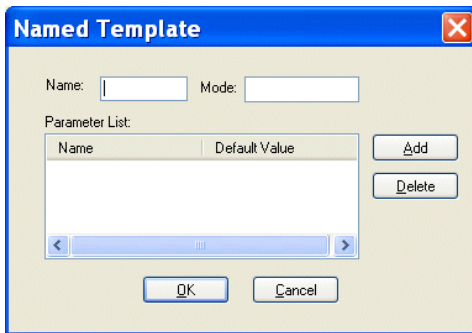 Named Template
Name: Mode:
Parameter List:
Name Default Value
Add
Delete
OK Cancel